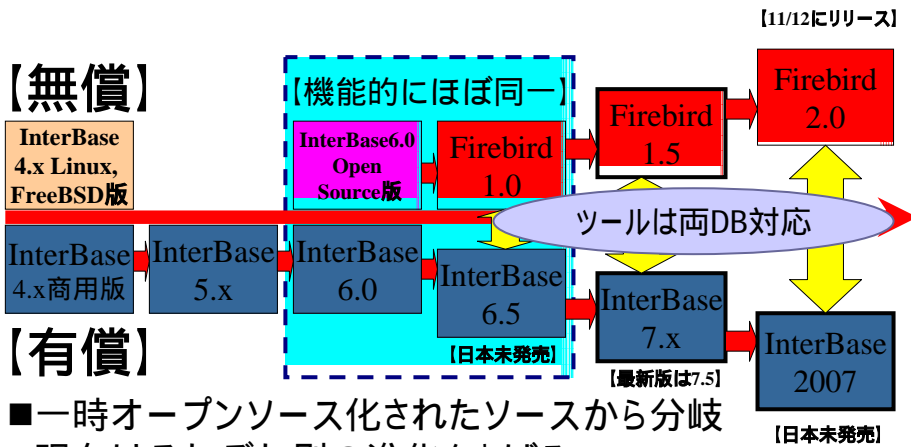 【11/12にリリース】
【無償】
【機能的にほぼ同一】
Firebird
2.0
Firebird
1.5
InterBase
4.x Linux,
FreeBSD版
InterBase6.0
Open
Source版
Firebird
1.0
ツールは両DB対応
InterBase
4.x商用版
InterBase
5.x
InterBase
6.0
InterBase
6.5
InterBase
7.x
InterBase
2007
【有償】
【日本未発売】
【最新版は7.5】
【日本未発売】
■一時オープンソース化されたソースから分岐